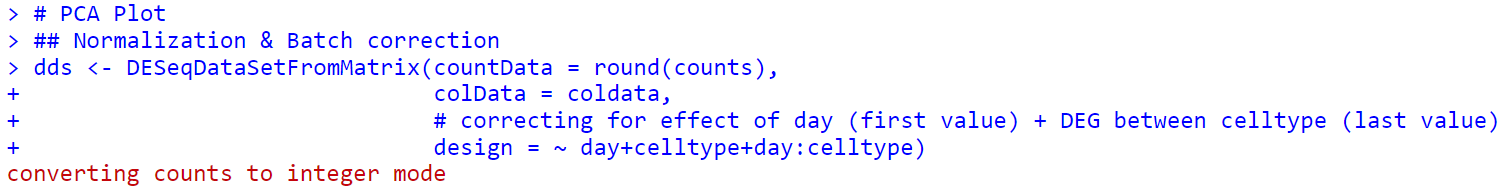 > # PCA Plot
> ## Normalization & Batch correction
> dds <- DESeqDataSetFromMatrix(countData = round(counts),
+                               colData = coldata,
+                               # correcting for effect of day (first value) + DEG between celltype (last value)
+                               design = ~ day+celltype+day:celltype)
converting counts to integer mode